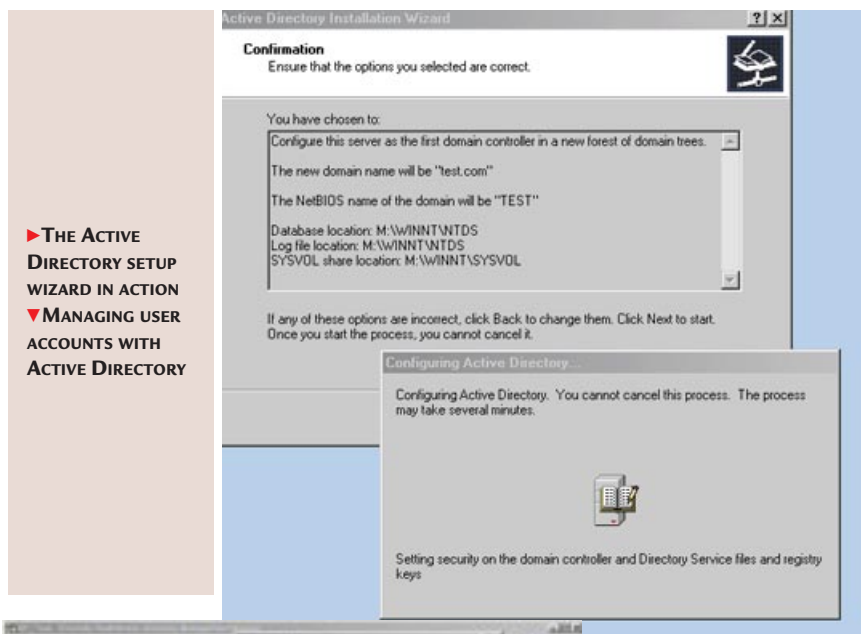 Active Directory Installation Wizard
Confirmation
Ensure that the options you selected are correct.
You have chosen to:
Configure this server as the first domain controller in a new forest of domain trees.
The new domain name will be "test.com"
The NetBIOS name of the domain will be "TEST"
Database location: M:\WINNT\NTDS
Log file location: M:\WINNT\NTDS
SYSVOL share location: M:\WINNT\SYSVOL
If any of these options are incorrect, click Back to change them. Click Next to start.
Once you start the process, you cannot cancel it.
Configuring Active Directory...
Configuring Active Directory. You cannot cancel this process. The process
may take several minutes.
Setting security on the domain controller and Directory Service files and registry
keys
►THE ACTIVE
DIRECTORY SETUP
WIZARD IN ACTION
▼MANAGING USER
ACCOUNTS WITH
ACTIVE DIRECTORY